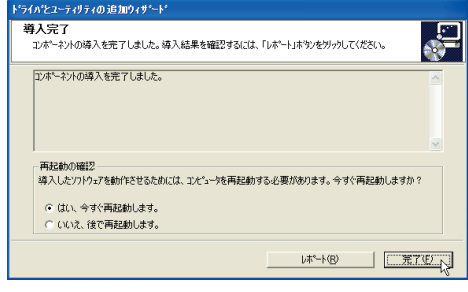 ドライバとユーティリティの追加ウィザード
導入完了
コンポーネントの導入を完了しました。導入結果を確認するには、「レポート」ボタンをクリックしてください。
コンポーネントの導入を完了しました。
再起動の確認
導入したソフトウェアを動作させるためには、コンピュータを再起動する必要があります。今すぐ再起動しますか？
はい、今すぐ再起動します。
いいえ、後で再起動します。
レポート(R)
完了(F)